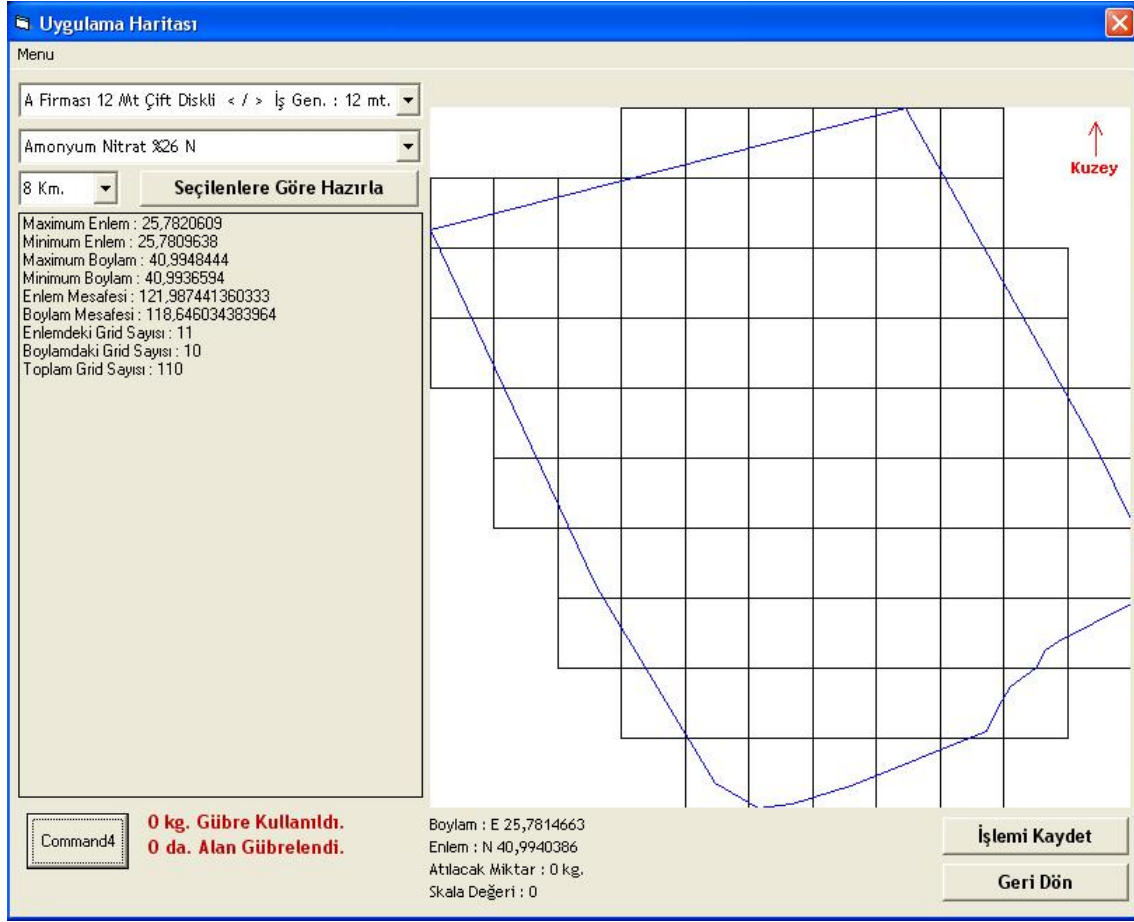 Uygulama Haritası
Menu
A Firması 12 Mt Çift Diskli < / > İş Gen. : 12 mt.
Amonyum Nitrat %26 N
8 Km.
Seçilenlere Göre Hazırla
Maximum Enlem : 25,7820609
Minimum Enlem : 25,7809638
Maximum Boylam : 40,9948444
Minimum Boylam : 40,9936594
Enlem Mesafesi : 121,987441360333
Boylam Mesafesi : 118,646034383964
Enlemdeki Grid Sayısı : 11
Boylamdaki Grid Sayısı : 10
Toplam Grid Sayısı : 110
Kuzey
Command4
0 kg. Gübre Kullanıldı.
0 da. Alan Gübrelendi.
Boylam : E 25,7814663
Enlem : N 40,9940386
Atılacak Miktar : 0 kg.
Skala Değeri : 0
İşlemi Kaydet
Geri Dön